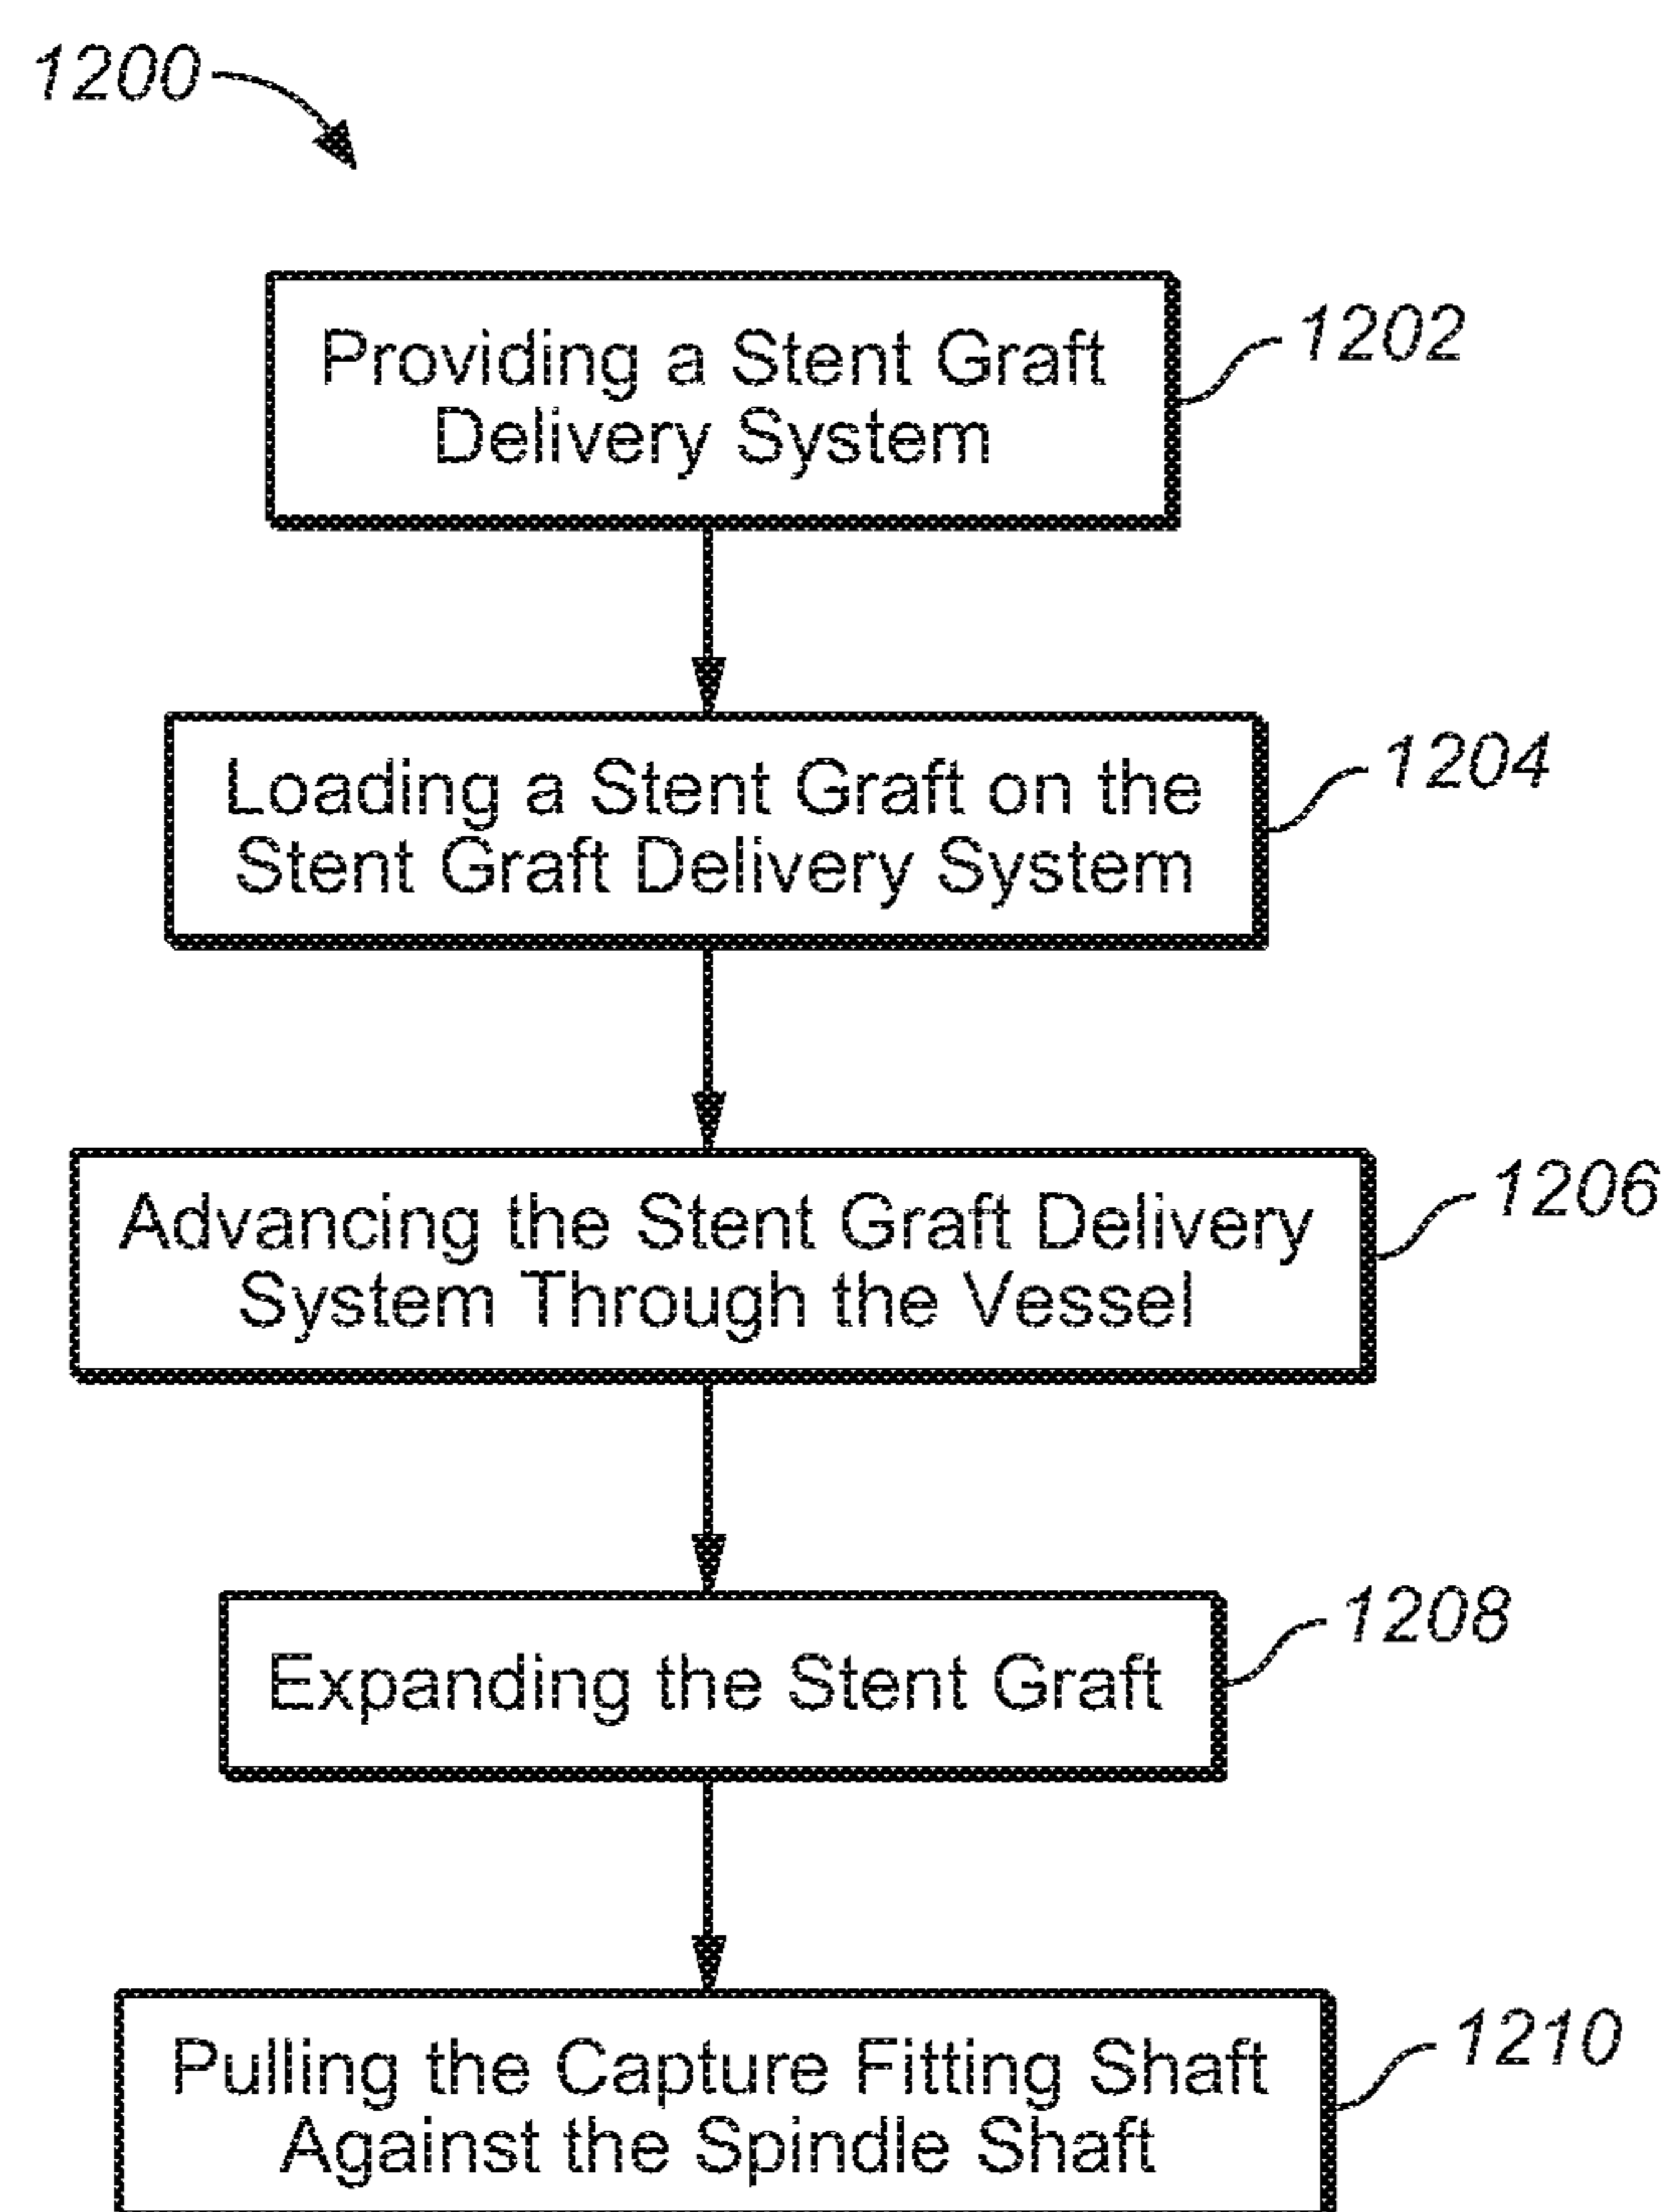 1200
Providing a Stent Graft
Delivery System
1202
Loading a Stent Graft on the
Stent Graft Delivery System
1204
Advancing the Stent Graft Delivery
System Through the Vessel
1206
Expanding the Stent Graft
1208
Pulling the Capture Fitting Shaft
Against the Spindle Shaft
1210